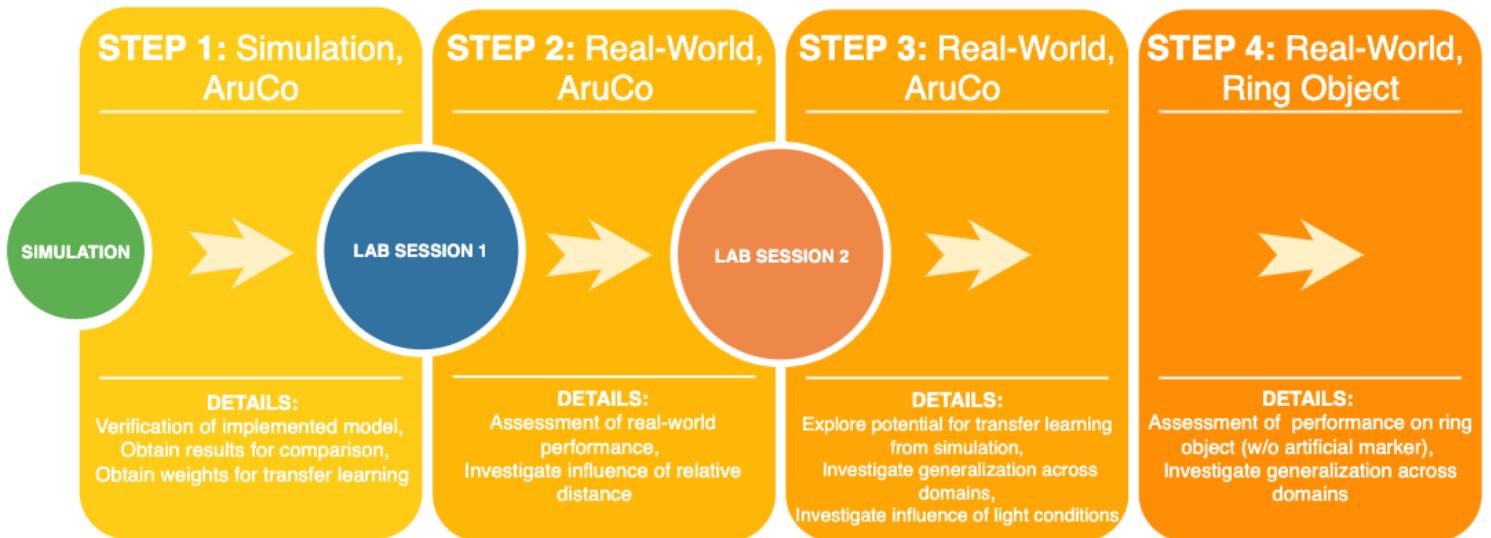 STEP 1: Simulation,
AruCo
STEP 2: Real-World,
AruCo
STEP 3: Real-World,
AruCo
STEP 4: Real-World,
Ring Object
SIMULATION
LAB SESSION 1
LAB SESSION 2
DETAILS:
Verification of implemented model,
Obtain results for comparison,
Obtain weights for transfer learning
DETAILS:
Assessment of real-world
performance,
Investigate influence of relative
distance
DETAILS:
Explore potential for transfer learning
from simulation,
Investigate generalization across
domains,
Investigate influence of light conditions
DETAILS:
Assessment of performance on ring
object (w/o artificial marker),
Investigate generalization across
domains